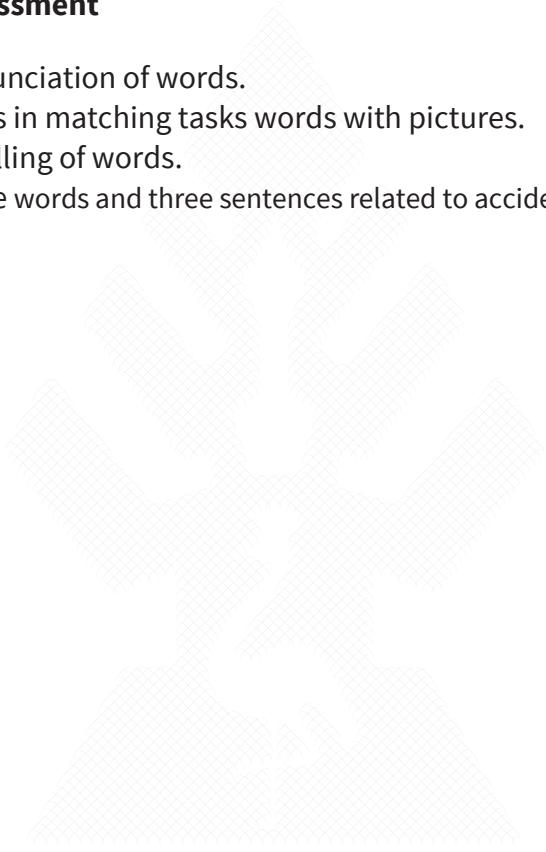 ssment
unciation of words.
s in matching tasks words with pictures.
lling of words.
e words and three sentences related to accide